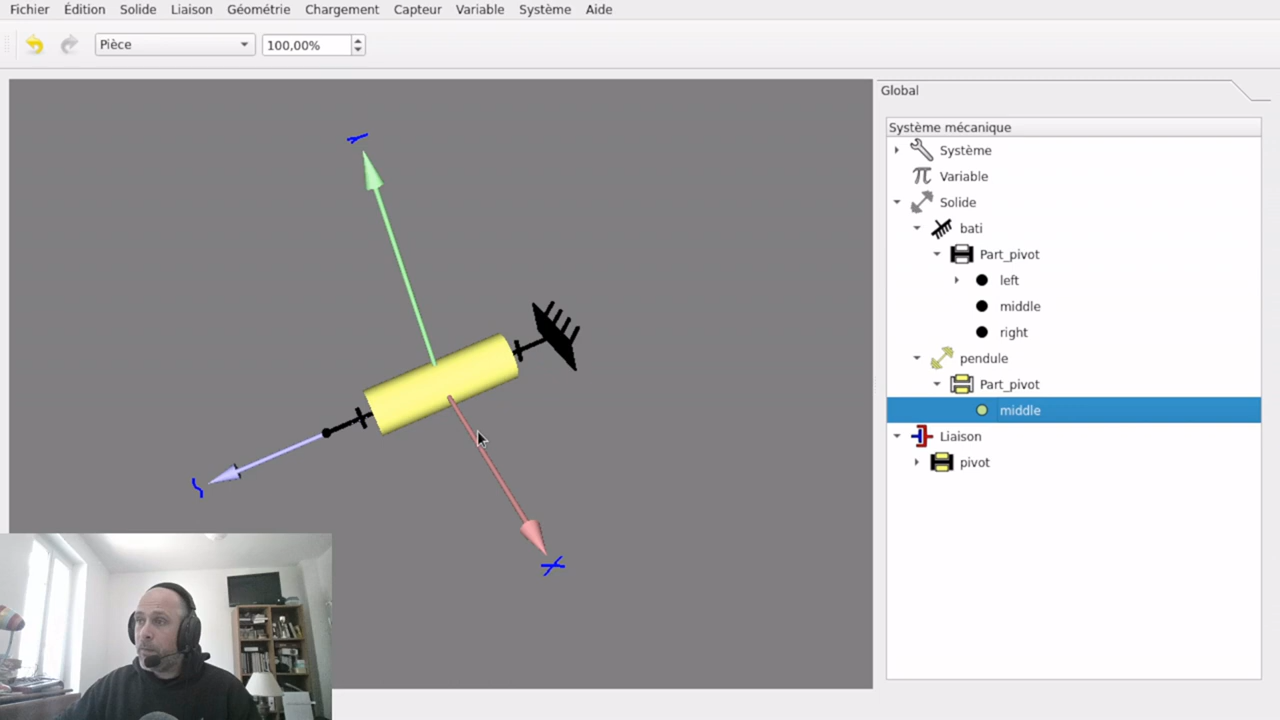 Fichier Édition Solide Liaison Géométrie Chargement Capteur Variable Système Aide
Pièce 100,00%
Global
Système mécanique
Système
π Variable
Solide
bati
Part_pivot
left
middle
right
pendule
Part_pivot
middle
Liaison
pivot
X